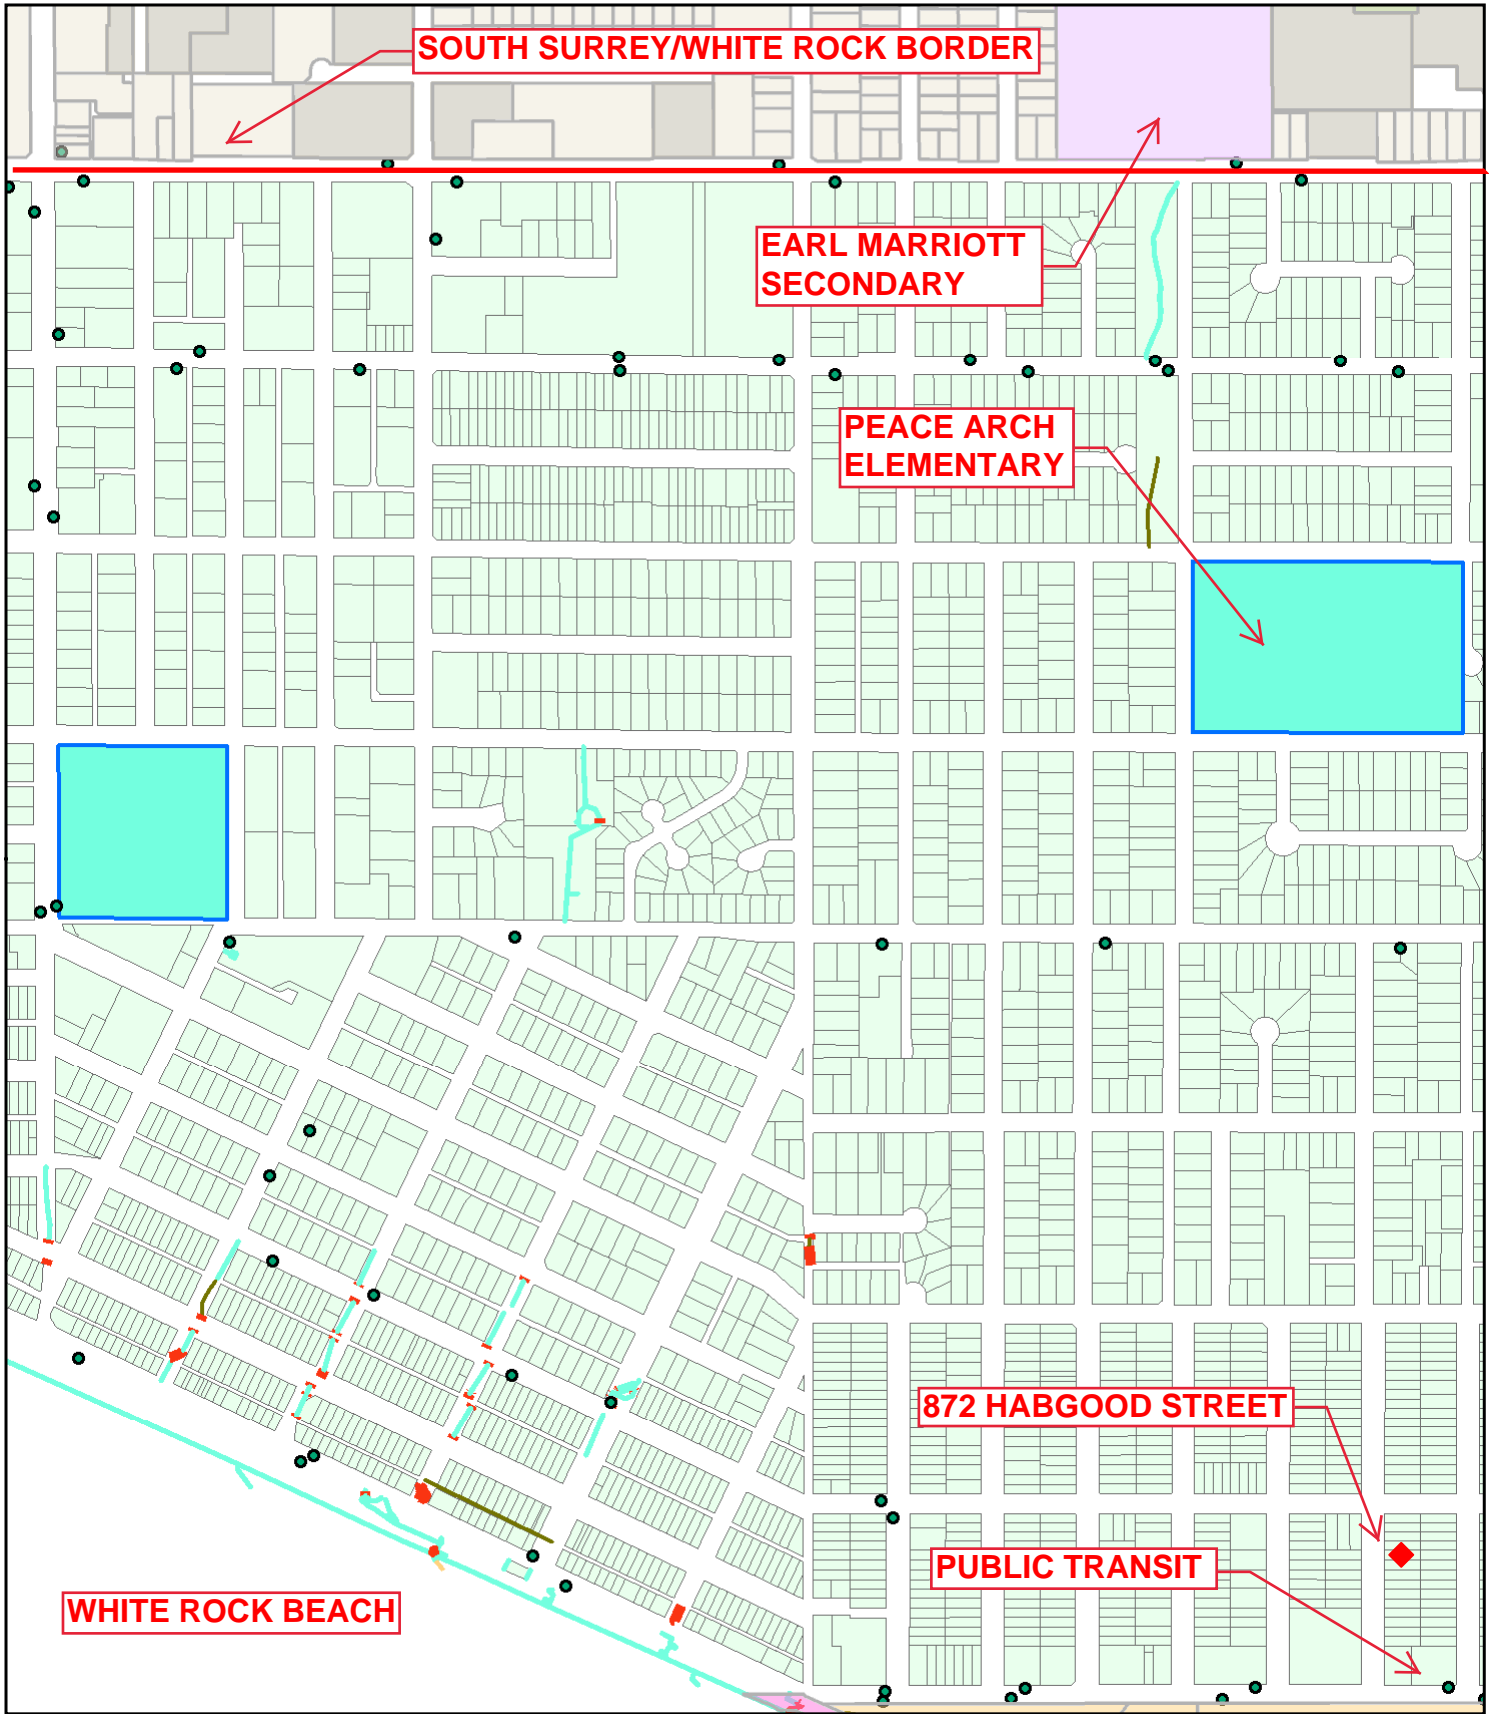 SOUTH SURREY/WHITE ROCK BORDER
EARL MARRIOTT
SECONDARY
PEACE ARCH
ELEMENTARY
872 HABGOOD STREET
PUBLIC TRANSIT
WHITE ROCK BEACH